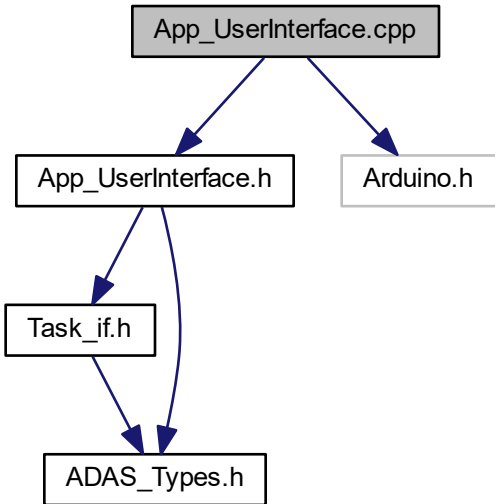 App_UserInterface.cpp
App_UserInterface.h
Arduino.h
Task_if.h
ADAS_Types.h